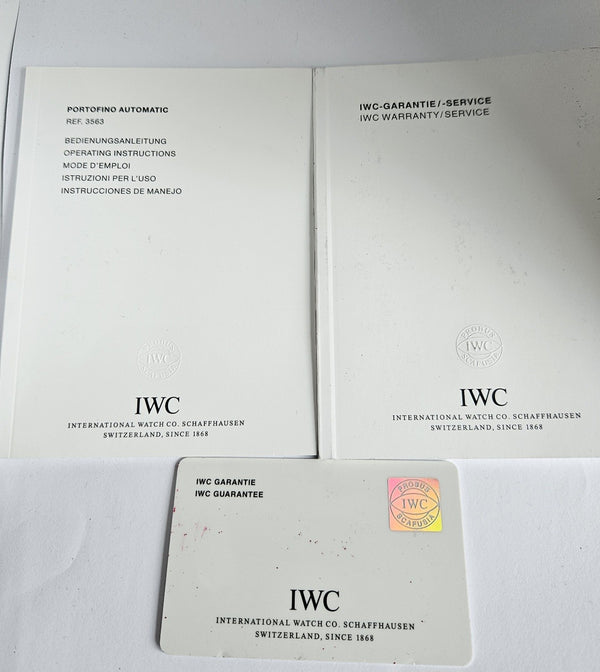 PORTOFINO AUTOMATIC
REF. 3563
BEDIENUNGSANLEITUNG
OPERATING INSTRUCTIONS
MODE D'EMPLOI
ISTRUZIONI PER L'USO
INSTRUCCIONES DE MANEJO
IWC
IWC
INTERNATIONAL WATCH CO. SCHAFFHAUSEN
SWITZERLAND, SINCE 1868
IWC-GARANTIE/-SERVICE
IWC WARRANTY/SERVICE
PROBUS
IWC
SCAFUSIA
IWC
INTERNATIONAL WATCH CO. SCHAFFHAUSEN
SWITZERLAND, SINCE 1868
IWC GARANTIE
IWC GUARANTEE
PROBUS
IWC
SCAFUSIA
IWC
INTERNATIONAL WATCH CO. SCHAFFHAUSEN
SWITZERLAND, SINCE 1868